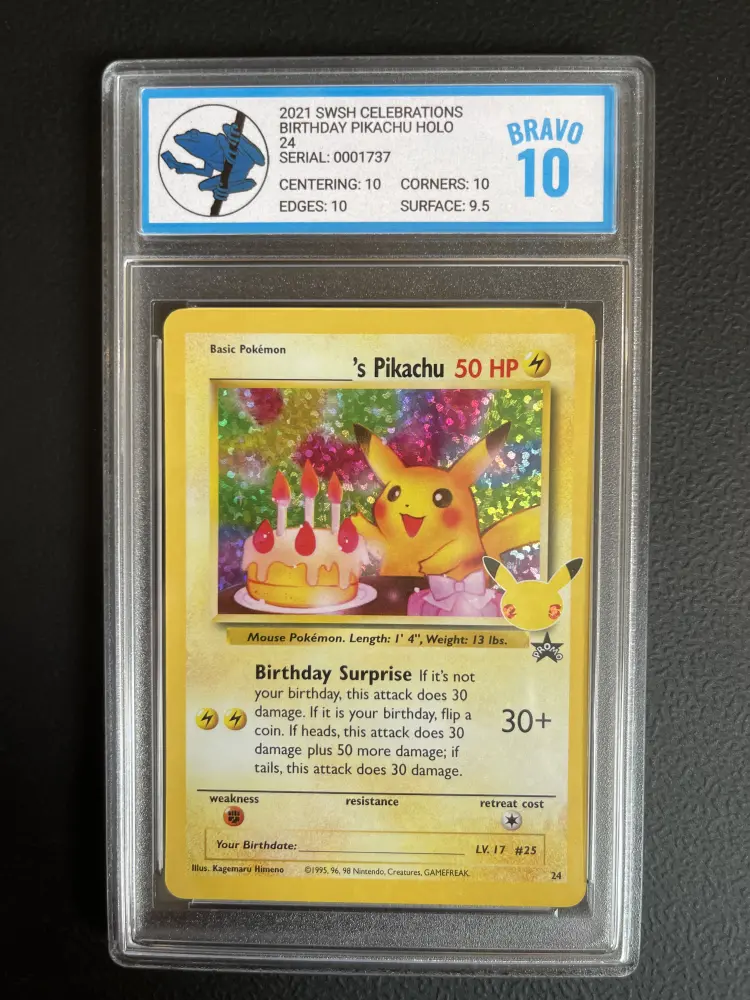 2021 SWSH CELEBRATIONS
BIRTHDAY PIKACHU HOLO
24
SERIAL: 0001737
CENTERING: 10 CORNERS: 10
EDGES: 10 SURFACE: 9.5
BRAVO
10
Basic Pokémon
________________'s Pikachu 50 HP
Mouse Pokémon. Length: 1' 4", Weight: 13 lbs.
PROMO
Birthday Surprise If it's not
your birthday, this attack does 30
damage. If it is your birthday, flip a
coin. If heads, this attack does 30
damage plus 50 more damage; if
tails, this attack does 30 damage.
30+
weakness resistance retreat cost
Your Birthdate:________________ LV. 17 #25
Illus. Kagemaru Himeno ©1995, 96, 98 Nintendo, Creatures, GAMEFREAK. 24